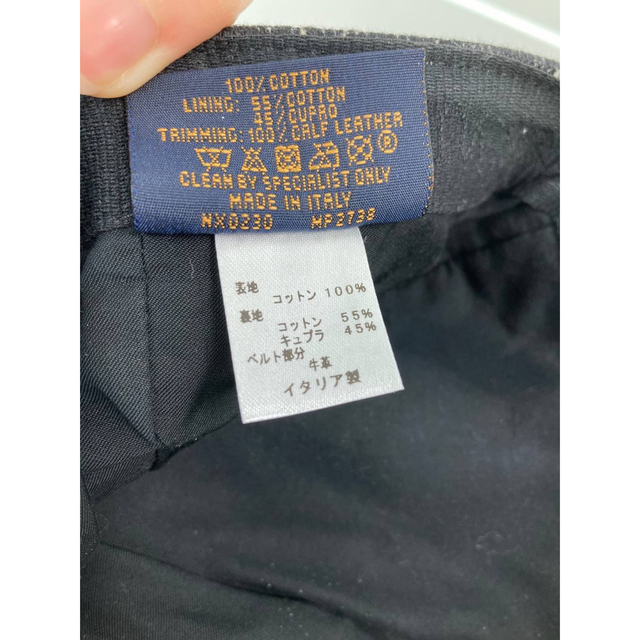 100% COTTON
LINING: 55% COTTON
45% CUPRO
TRIMMING: 100% CALF LEATHER
CLEAN BY SPECIALIST ONLY
MADE IN ITALY
NX0230 MP2738
表地
コットン 100%
裏地
コットン 55%
キュプラ 45%
ベルト部分
牛革
イタリア製